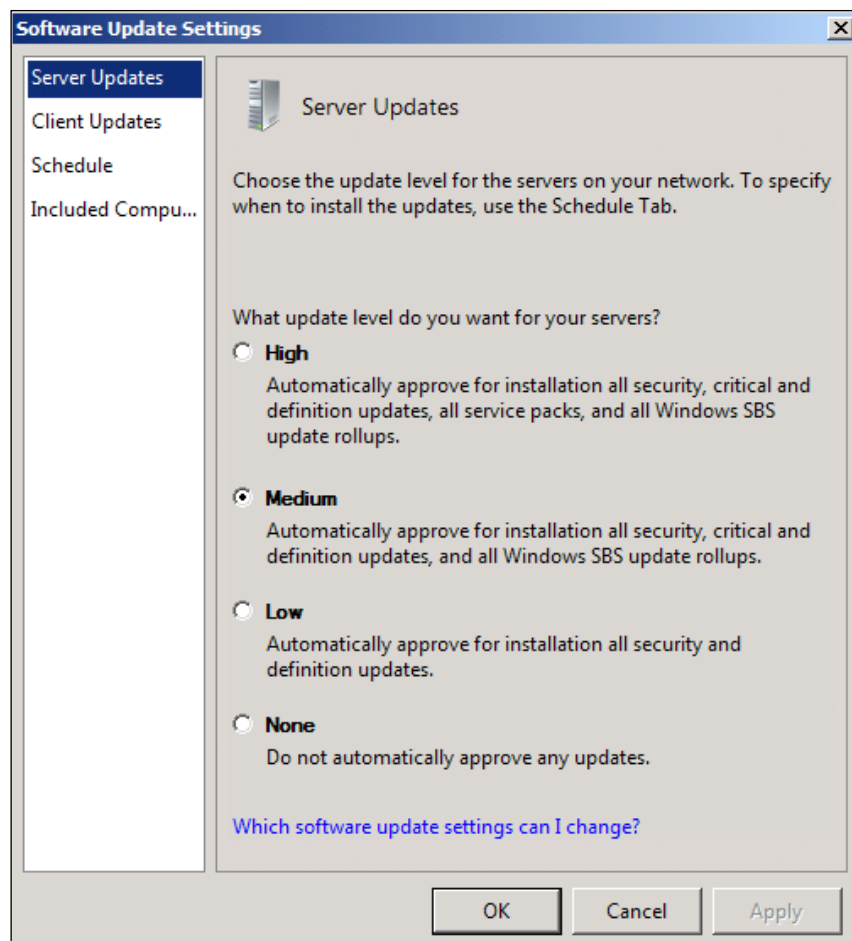 Software Update Settings
Server Updates
Client Updates
Schedule
Included Compu...
Server Updates
Choose the update level for the servers on your network. To specify
when to install the updates, use the Schedule Tab.
What update level do you want for your servers?
High
Automatically approve for installation all security, critical and
definition updates, all service packs, and all Windows SBS
update rollups.
Medium
Automatically approve for installation all security, critical and
definition updates, and all Windows SBS update rollups.
Low
Automatically approve for installation all security and
definition updates.
None
Do not automatically approve any updates.
Which software update settings can I change?
OK
Cancel
Apply